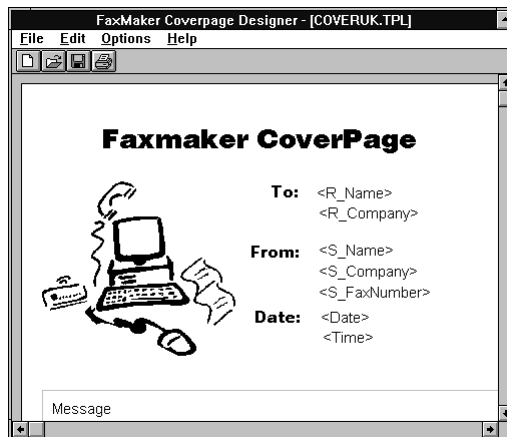 FaxMaker Coverpage Designer - [COVERUK.TPL]
File Edit Options Help
Faxmaker CoverPage
To: <R_Name>
<R_Company>
From: <S_Name>
<S_Company>
<S_FaxNumber>
Date: <Date>
<Time>
Message